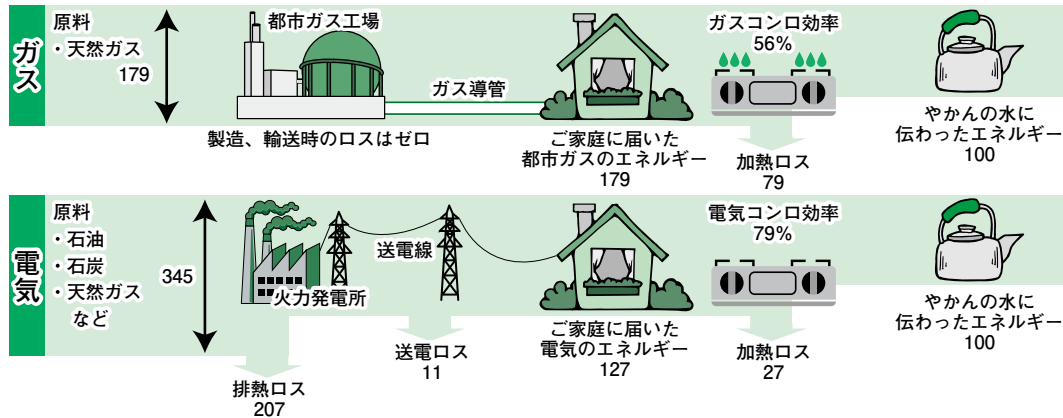 ガス
原料
・天然ガス
179
都市ガス工場
ガス導管
製造、輸送時のロスはゼロ
ご家庭に届いた
都市ガスのエネルギー
179
ガスコンロ効率
56%
加熱ロス
79
やかんの水に
伝わったエネルギー
100
電気
原料
・石油
・石炭
・天然ガス
など
345
火力発電所
排熱ロス
207
送電線
送電ロス
11
ご家庭に届いた
電気のエネルギー
127
電気コンロ効率
79%
加熱ロス
27
やかんの水に
伝わったエネルギー
100